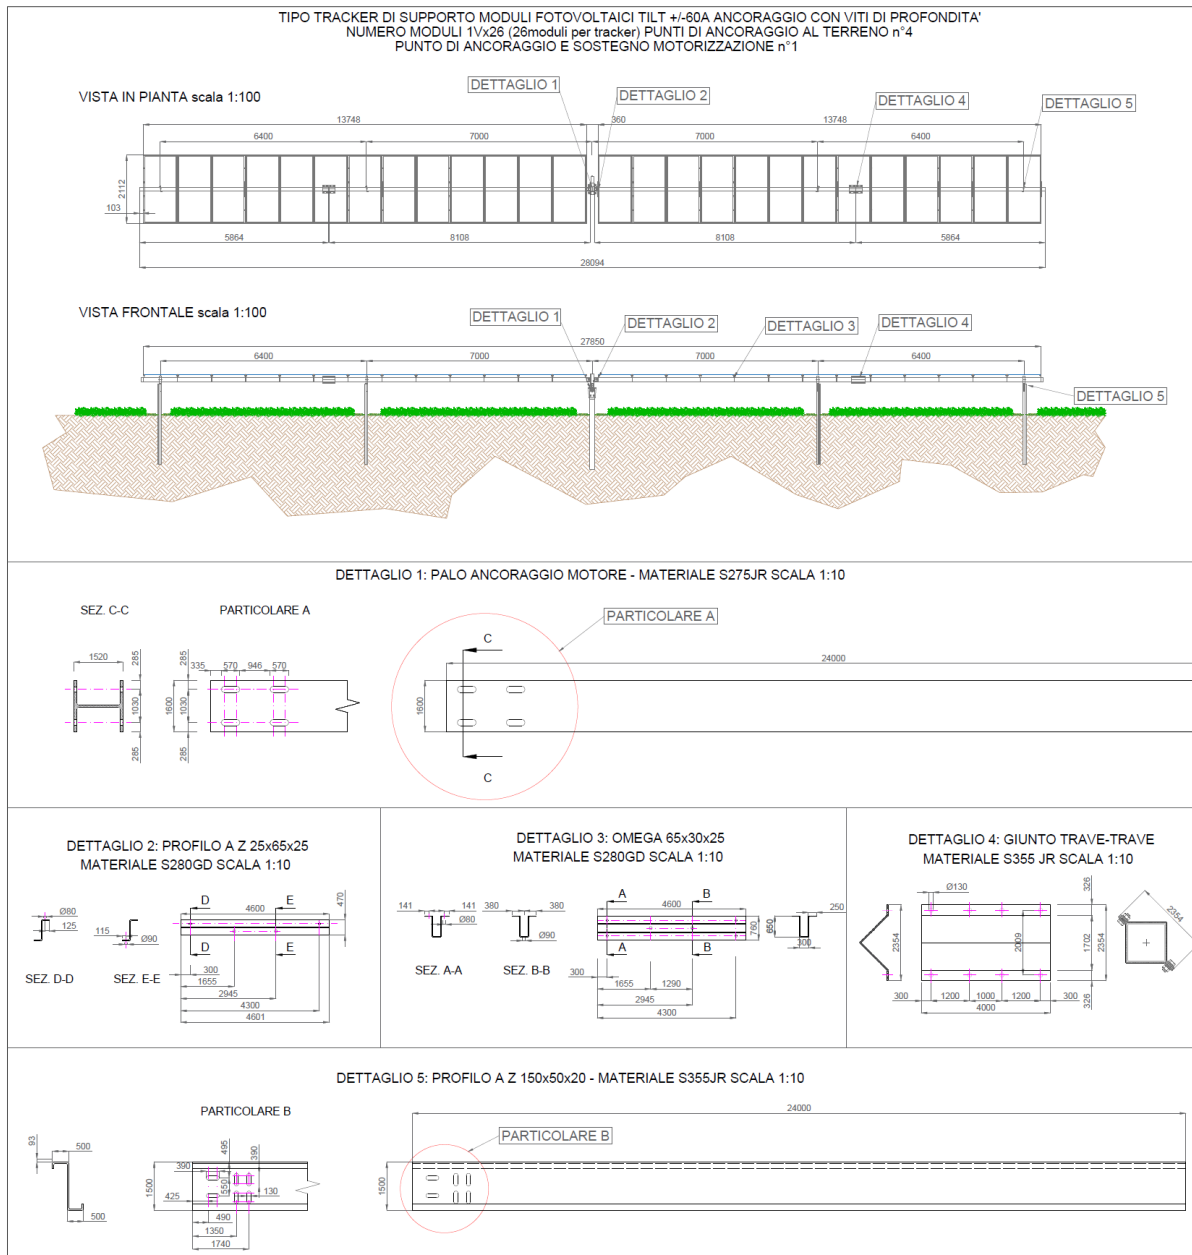 TIPO TRACKER DI SUPPORTO MODULI FOTOVOLTAICI TILT +/-60A ANCORAGGIO CON VITI DI PROFONDITA'
NUMERO MODULI 1Vx26 (26moduli per tracker) PUNTI DI ANCORAGGIO AL TERRENO n°4
PUNTO DI ANCORAGGIO E SOSTEGNO MOTORIZZAZIONE n°1
VISTA IN PIANTA scala 1:100
DETTAGLIO 1
DETTAGLIO 2
DETTAGLIO 4
DETTAGLIO 5
13748
360
13748
6400
7000
7000
6400
2112
103
5864
8108
8108
5864
28094
VISTA FRONTALE scala 1:100
DETTAGLIO 1
DETTAGLIO 2
DETTAGLIO 3
DETTAGLIO 4
27850
6400
7000
7000
6400
DETTAGLIO 5
DETTAGLIO 1: PALO ANCORAGGIO MOTORE - MATERIALE S275JR SCALA 1:10
SEZ. C-C
PARTICOLARE A
PARTICOLARE A
1520
285
1030
285
335
570
946
570
285
1600
1030
285
C
24000
1600
C
DETTAGLIO 2: PROFILO A Z 25x65x25
MATERIALE S280GD SCALA 1:10
Ø80
125
115
Ø90
SEZ. D-D
SEZ. E-E
D
E
4600
470
D
E
300
1655
2945
4300
4601
DETTAGLIO 3: OMEGA 65x30x25
MATERIALE S280GD SCALA 1:10
141
141
Ø80
380
380
Ø90
SEZ. A-A
SEZ. B-B
A
B
4600
760
A
B
300
1655
1290
2945
4300
250
650
300
DETTAGLIO 4: GIUNTO TRAVE-TRAVE
MATERIALE S355 JR SCALA 1:10
2354
Ø130
326
2009
1702
2354
326
300
1200
1000
1200
300
4000
2354
DETTAGLIO 5: PROFILO A Z 150x50x20 - MATERIALE S355JR SCALA 1:10
PARTICOLARE B
93
500
500
1500
390
495
390
550
130
425
490
1350
1740
24000
PARTICOLARE B
1500